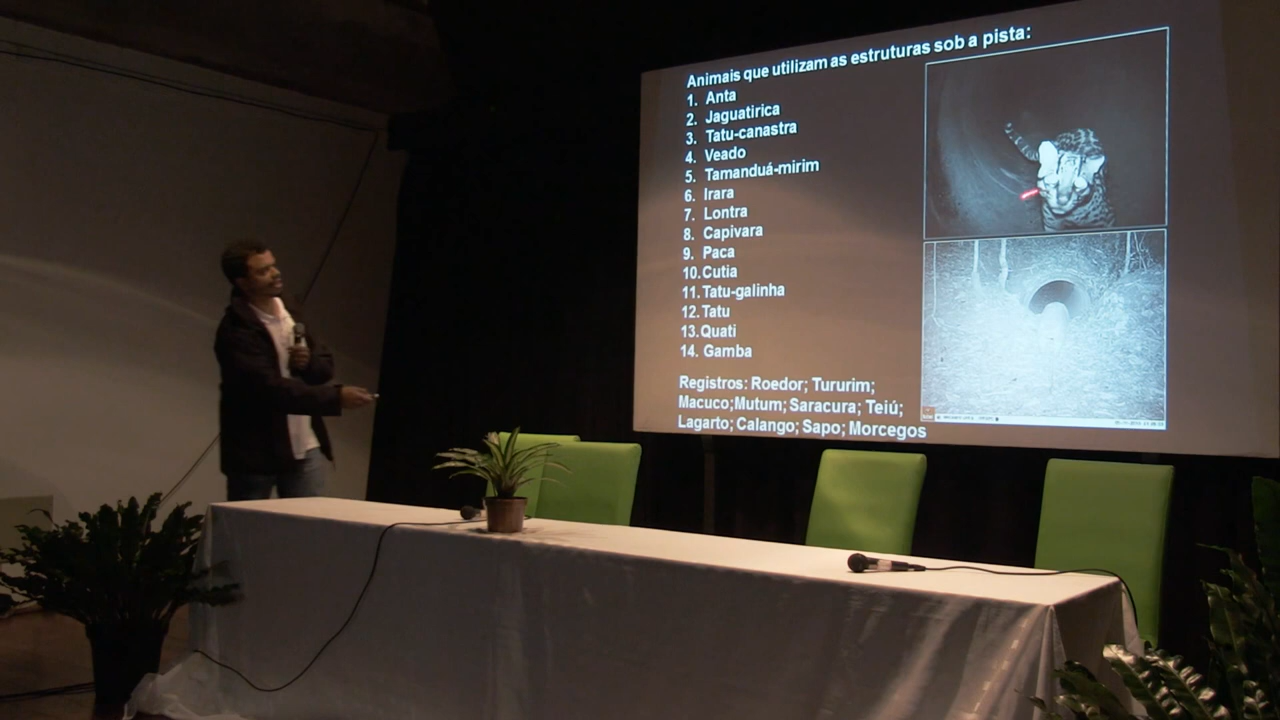 Animais que utilizam as estruturas sob a pista:
1. Anta
2. Jaguatirica
3. Tatu-canastra
4. Veado
5. Tamanduá-mirim
6. Irara
7. Lontra
8. Capivara
9. Paca
10. Cutia
11. Tatu-galinha
12. Tatu
13. Quati
14. Gamba
Registros: Roedor; Tururim;
Macuco;Mutum; Saracura; Teiú;
Lagarto; Calango; Sapo; Morcegos